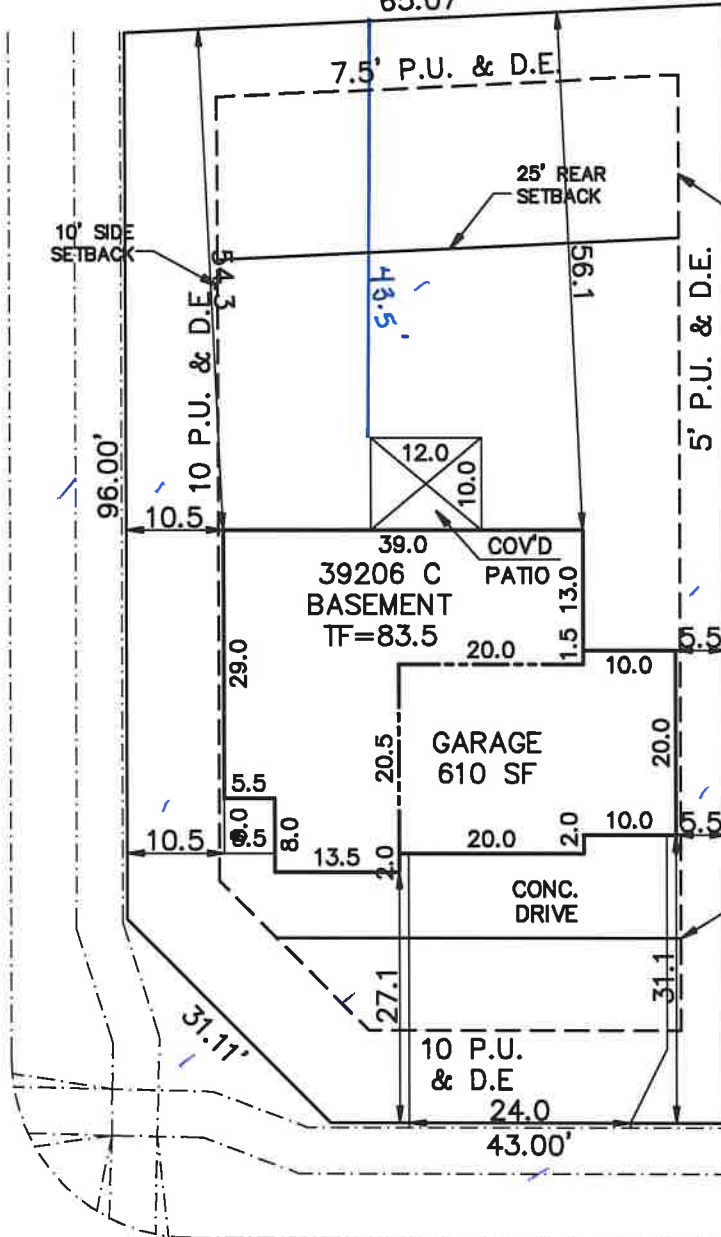 65.07
7.5' P.U. & D.E.
25' REAR
SETBACK
10' SIDE
SETBACK
54.3
56.1
43.5'
10 P.U. & D.E
5' P.U. & D.E.
96.00'
12.0
10.0
10.5
39.0
COV'D
PATIO
39206 C
BASEMENT
TF=83.5
13.0
1.5
20.0
5.5
10.0
29.0
20.5
GARAGE
610 SF
20.0
5.5
5.5
8.0
10.5
13.5
2.0
20.0
2.0
10.0
5.5
CONC.
DRIVE
27.1
31.1
31.11'
10 P.U.
& D.E
24.0
43.00'